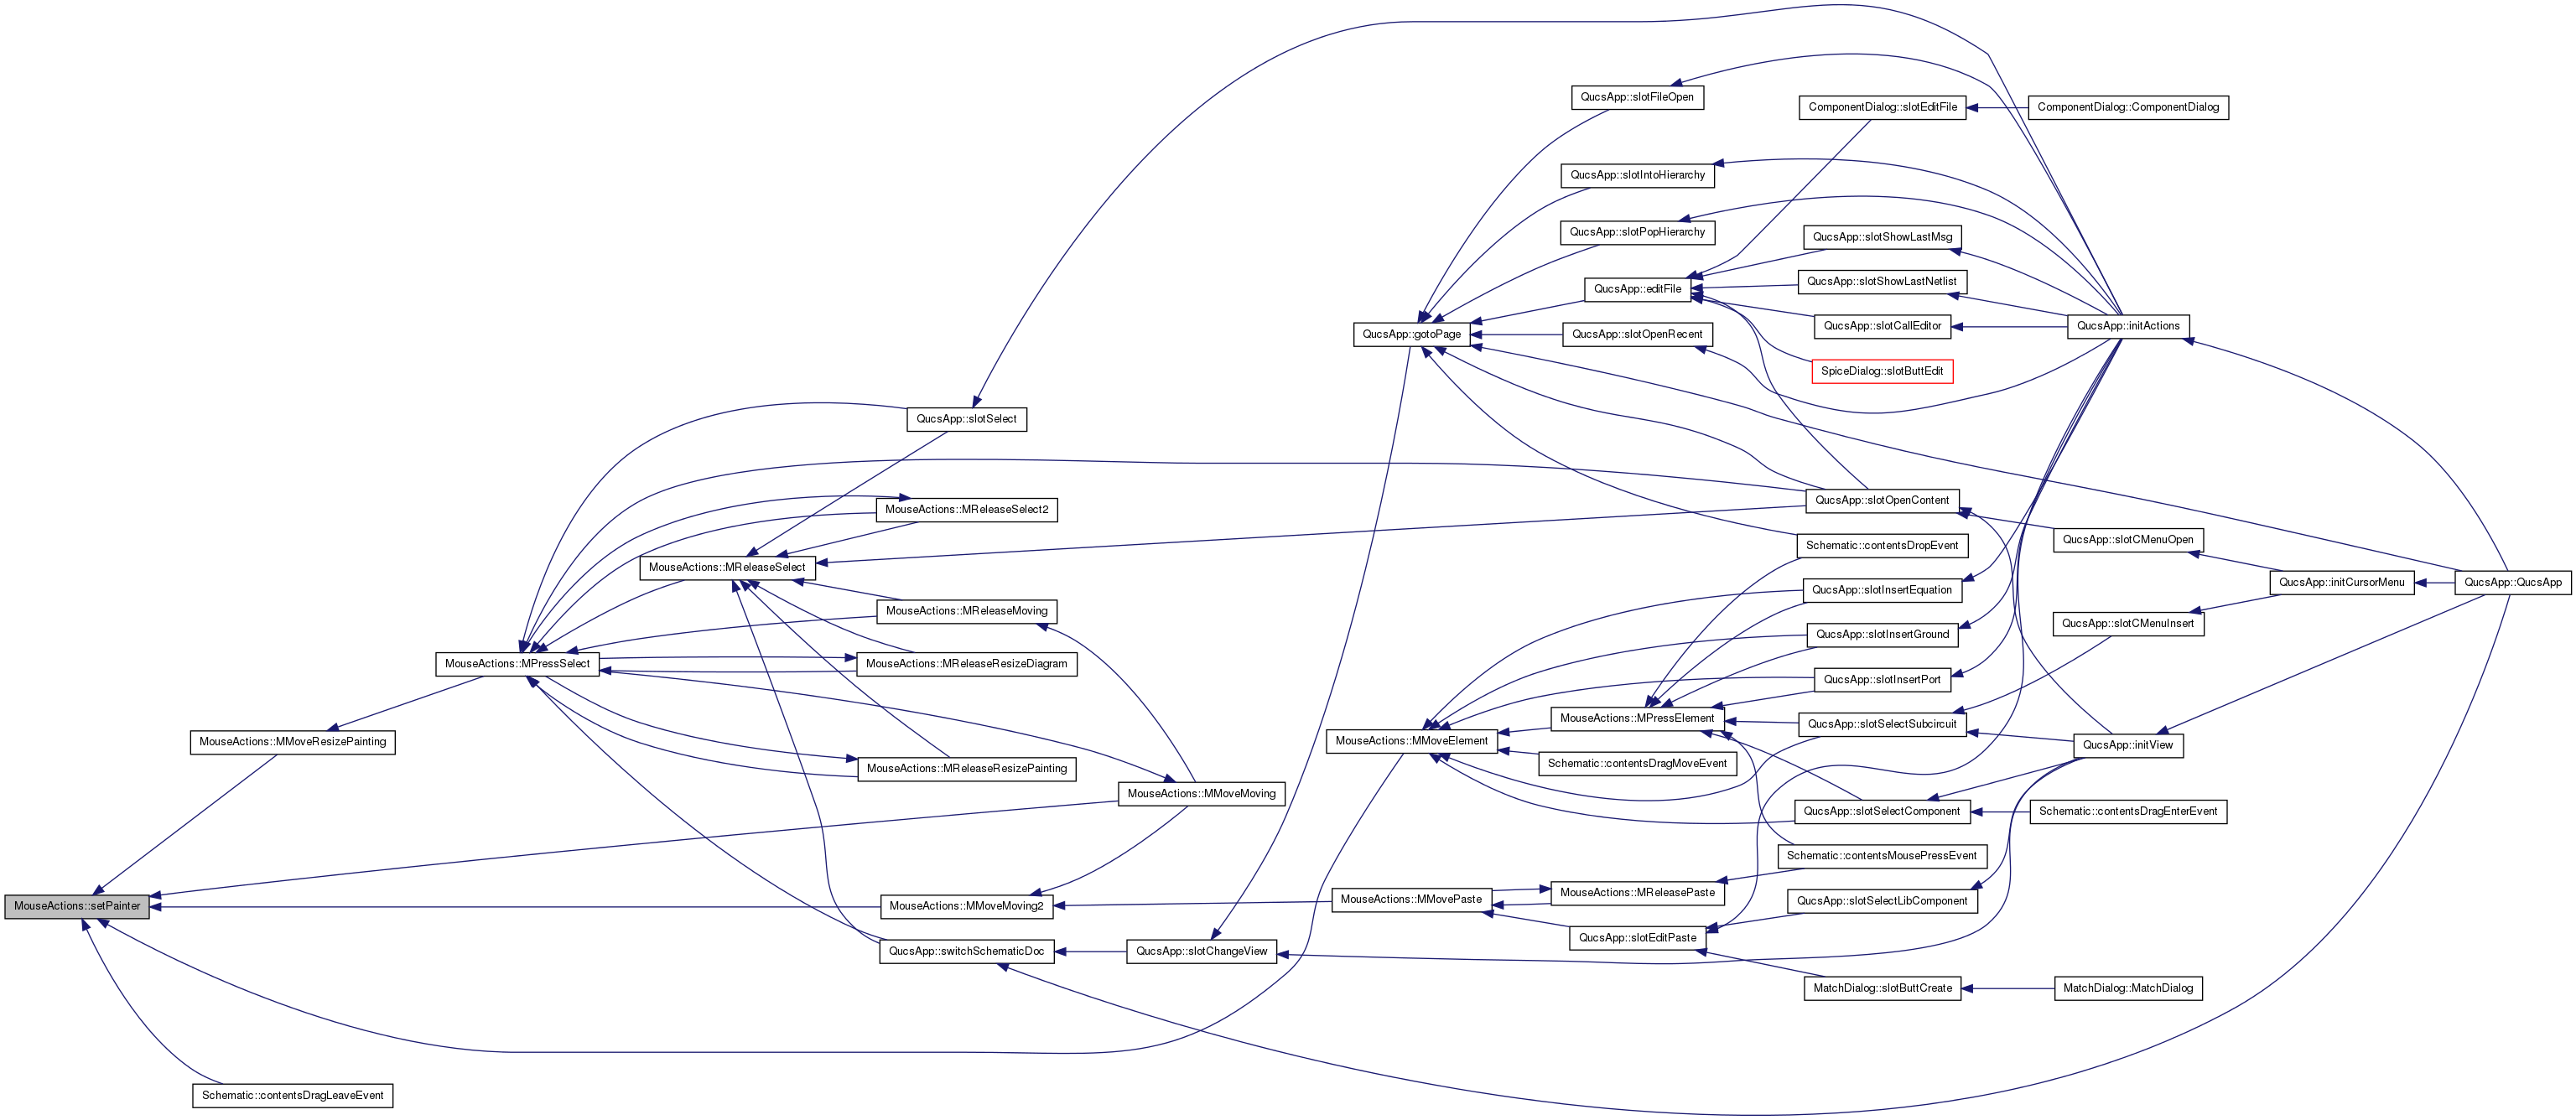 QucsApp::slotFileOpen
ComponentDialog::slotEditFile
ComponentDialog::ComponentDialog
QucsApp::slotIntoHierarchy
QucsApp::slotPopHierarchy
QucsApp::slotShowLastMsg
QucsApp::editFile
QucsApp::slotShowLastNetlist
QucsApp::gotoPage
QucsApp::slotOpenRecent
QucsApp::slotCallEditor
QucsApp::initActions
SpiceDialog::slotButtEdit
QucsApp::slotSelect
MouseActions::MReleaseSelect2
QucsApp::slotOpenContent
QucsApp::slotCMenuOpen
Schematic::contentsDropEvent
MouseActions::MReleaseSelect
QucsApp::slotInsertEquation
QucsApp::initCursorMenu
QucsApp::QucsApp
MouseActions::MReleaseMoving
QucsApp::slotInsertGround
QucsApp::slotCMenuInsert
MouseActions::MPressSelect
MouseActions::MReleaseResizeDiagram
QucsApp::slotInsertPort
MouseActions::MPressElement
QucsApp::slotSelectSubcircuit
MouseActions::MMoveResizePainting
MouseActions::MMoveElement
QucsApp::initView
MouseActions::MReleaseResizePainting
Schematic::contentsDragMoveEvent
MouseActions::MMoveMoving
QucsApp::slotSelectComponent
Schematic::contentsDragEnterEvent
Schematic::contentsMousePressEvent
MouseActions::setPainter
MouseActions::MMoveMoving2
MouseActions::MMovePaste
MouseActions::MReleasePaste
QucsApp::slotSelectLibComponent
QucsApp::switchSchematicDoc
QucsApp::slotChangeView
QucsApp::slotEditPaste
MatchDialog::slotButtCreate
MatchDialog::MatchDialog
Schematic::contentsDragLeaveEvent